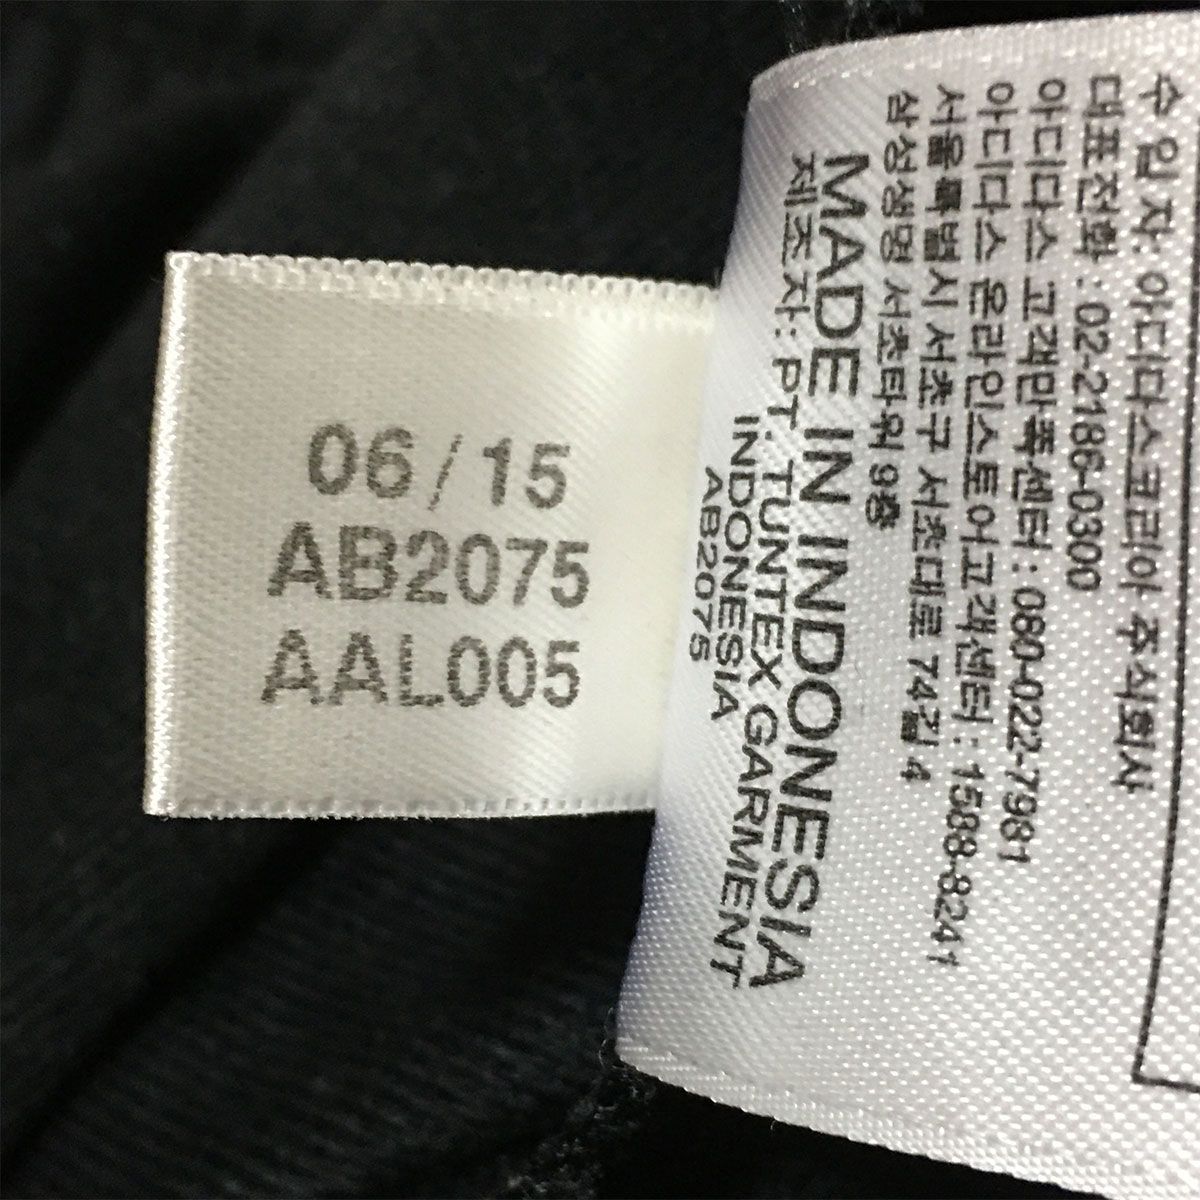 06/15
AB2075
AAL005
수입자: 아디다스코리아 주식회사
대표전화: 02-2186-0300
아디다스 고객만족센터: 080-022-7981
아디다스 온라인스토어고객센터: 1588-8241
서울특별시 서초구 서초대로 74길 4
삼성생명 서초타워 9층
MADE IN INDONESIA
제조자: PT. TUNTEX GARMENT
INDONESIA
AB2075